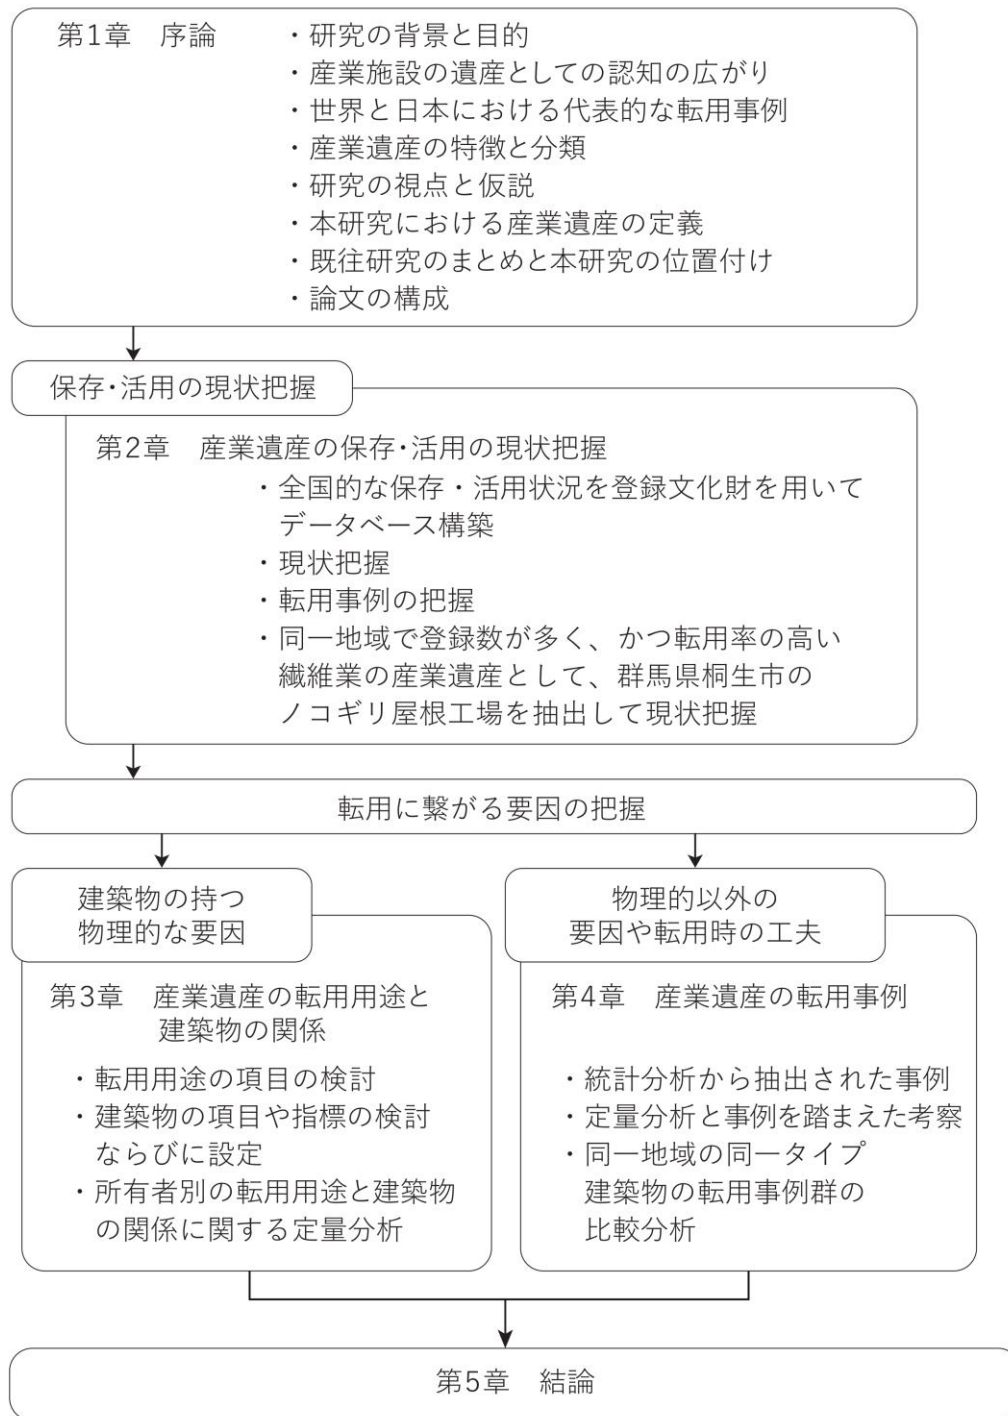 第1章　序論
・研究の背景と目的
・産業施設の遺産としての認知の広がり
・世界と日本における代表的な転用事例
・産業遺産の特徴と分類
・研究の視点と仮説
・本研究における産業遺産の定義
・既往研究のまとめと本研究の位置付け
・論文の構成
保存・活用の現状把握
第2章　産業遺産の保存・活用の現状把握
・全国的な保存・活用状況を登録文化財を用いて
データベース構築
・現状把握
・転用事例の把握
・同一地域で登録数が多く、かつ転用率の高い
繊維業の産業遺産として、群馬県桐生市の
ノコギリ屋根工場を抽出して現状把握
転用に繋がる要因の把握
建築物の持つ
物理的な要因
第3章　産業遺産の転用用途と
建築物の関係
・転用用途の項目の検討
・建築物の項目や指標の検討
ならびに設定
・所有者別の転用用途と建築物
の関係に関する定量分析
物理的以外の
要因や転用時の工夫
第4章　産業遺産の転用事例
・統計分析から抽出された事例
・定量分析と事例を踏まえた考察
・同一地域の同一タイプ
建築物の転用事例群の
比較分析
第5章　結論